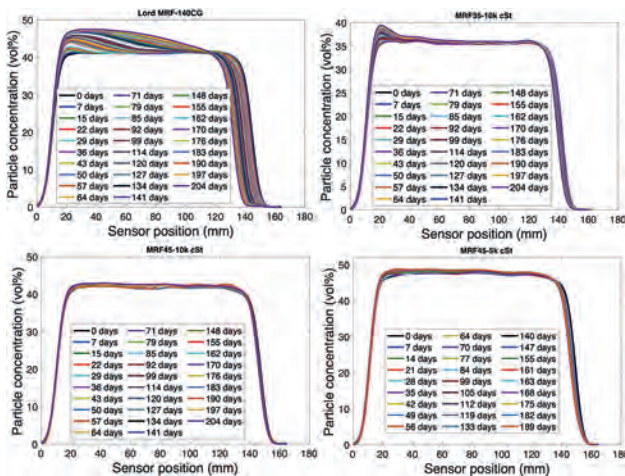 Lord MRF-140CG
Particle concentration (vol%)
50
40
30
20
10
0
0 days 71 days 148 days
7 days 79 days 155 days
15 days 85 days 162 days
22 days 92 days 170 days
29 days 99 days 176 days
36 days 114 days 183 days
43 days 120 days 190 days
50 days 127 days 197 days
57 days 134 days 204 days
64 days 141 days
0 20 40 60 80 100 120 140 160 180
Sensor position (mm)
MRF35-10k cSt
Particle concentration (vol%)
40
35
30
25
20
15
10
5
0
0 days 71 days 148 days
7 days 79 days 155 days
15 days 85 days 162 days
22 days 92 days 170 days
29 days 99 days 176 days
36 days 114 days 183 days
43 days 120 days 190 days
50 days 127 days 197 days
57 days 134 days 204 days
64 days 141 days
0 20 40 60 80 100 120 140 160 180
Sensor position (mm)
MRF45-10k cSt
Particle concentration (vol%)
50
40
30
20
10
0
0 days 71 days 148 days
7 days 79 days 155 days
15 days 85 days 162 days
22 days 92 days 170 days
29 days 99 days 176 days
36 days 114 days 183 days
43 days 120 days 190 days
50 days 127 days 197 days
57 days 134 days 204 days
64 days 141 days
0 20 40 60 80 100 120 140 160 180
Sensor position (mm)
MRF45-5k cSt
Particle concentration (vol%)
50
40
30
20
10
0
0 days 64 days 140 days
7 days 70 days 147 days
14 days 77 days 155 days
21 days 84 days 161 days
28 days 99 days 163 days
35 days 105 days 168 days
42 days 112 days 175 days
49 days 119 days 182 days
56 days 133 days 189 days
0 20 40 60 80 100 120 140 160 180
Sensor position (mm)